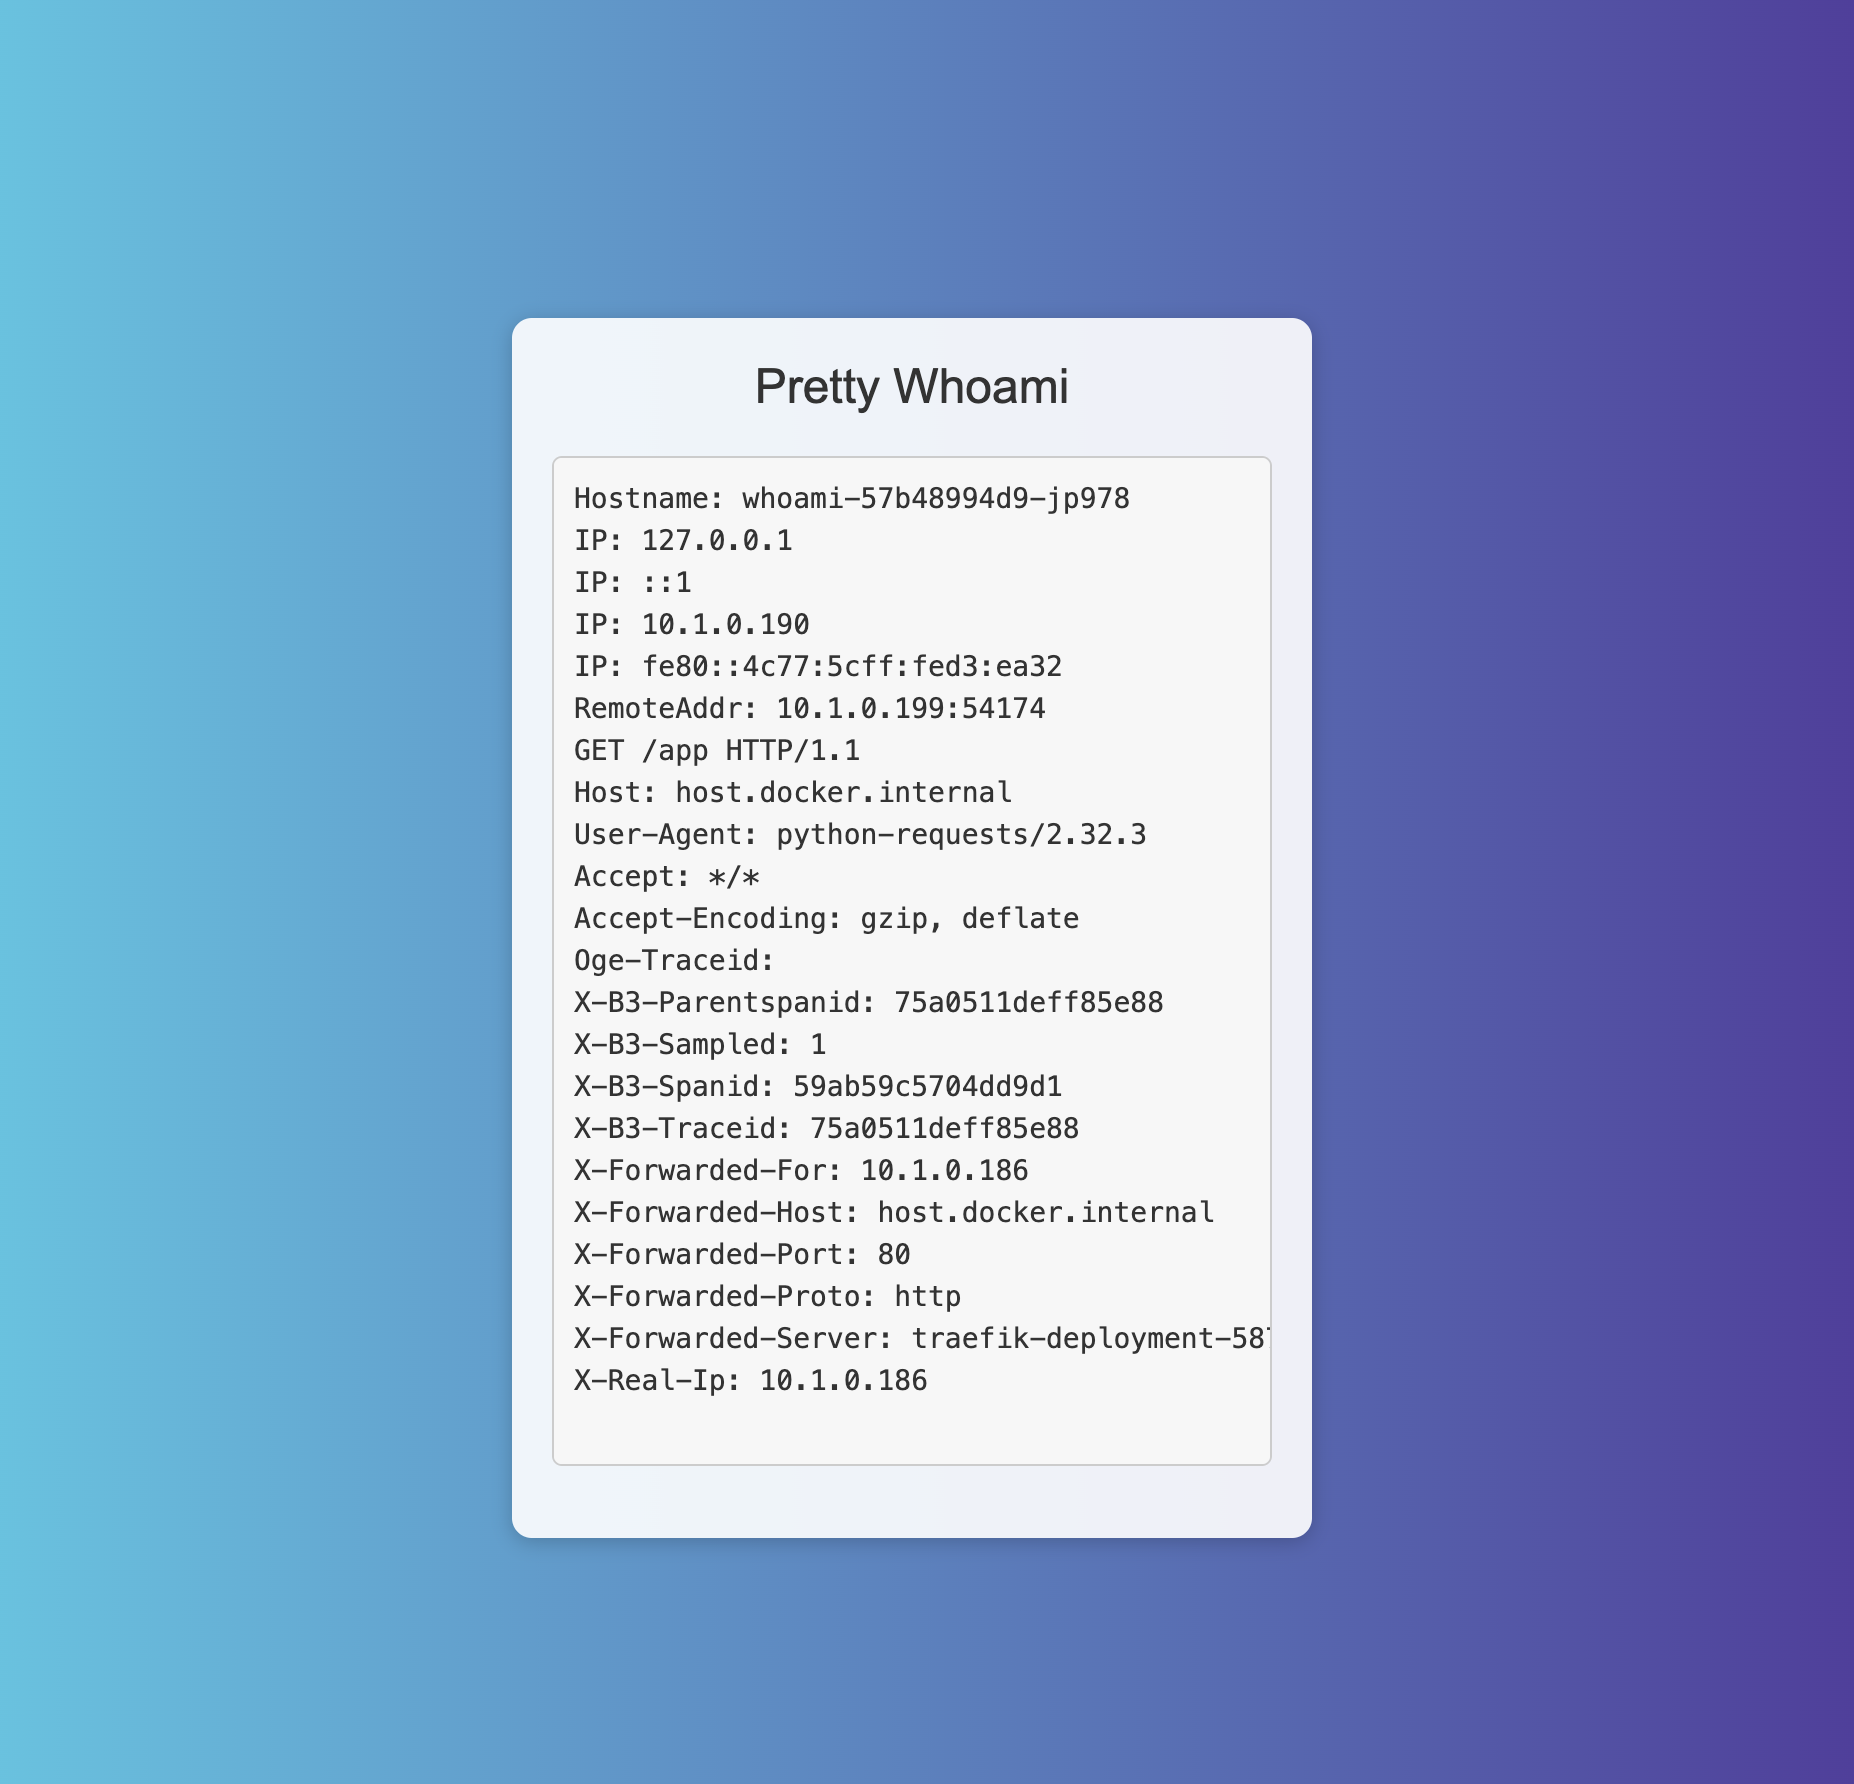 Pretty Whoami
Hostname: whoami-57b48994d9-jp978
IP: 127.0.0.1
IP: ::1
IP: 10.1.0.190
IP: fe80::4c77:5cff:fed3:ea32
RemoteAddr: 10.1.0.199:54174
GET /app HTTP/1.1
Host: host.docker.internal
User-Agent: python-requests/2.32.3
Accept: */*
Accept-Encoding: gzip, deflate
Oge-Traceid:
X-B3-Parentspanid: 75a0511deff85e88
X-B3-Sampled: 1
X-B3-Spanid: 59ab59c5704dd9d1
X-B3-Traceid: 75a0511deff85e88
X-Forwarded-For: 10.1.0.186
X-Forwarded-Host: host.docker.internal
X-Forwarded-Port: 80
X-Forwarded-Proto: http
X-Forwarded-Server: traefik-deployment-58
X-Real-Ip: 10.1.0.186